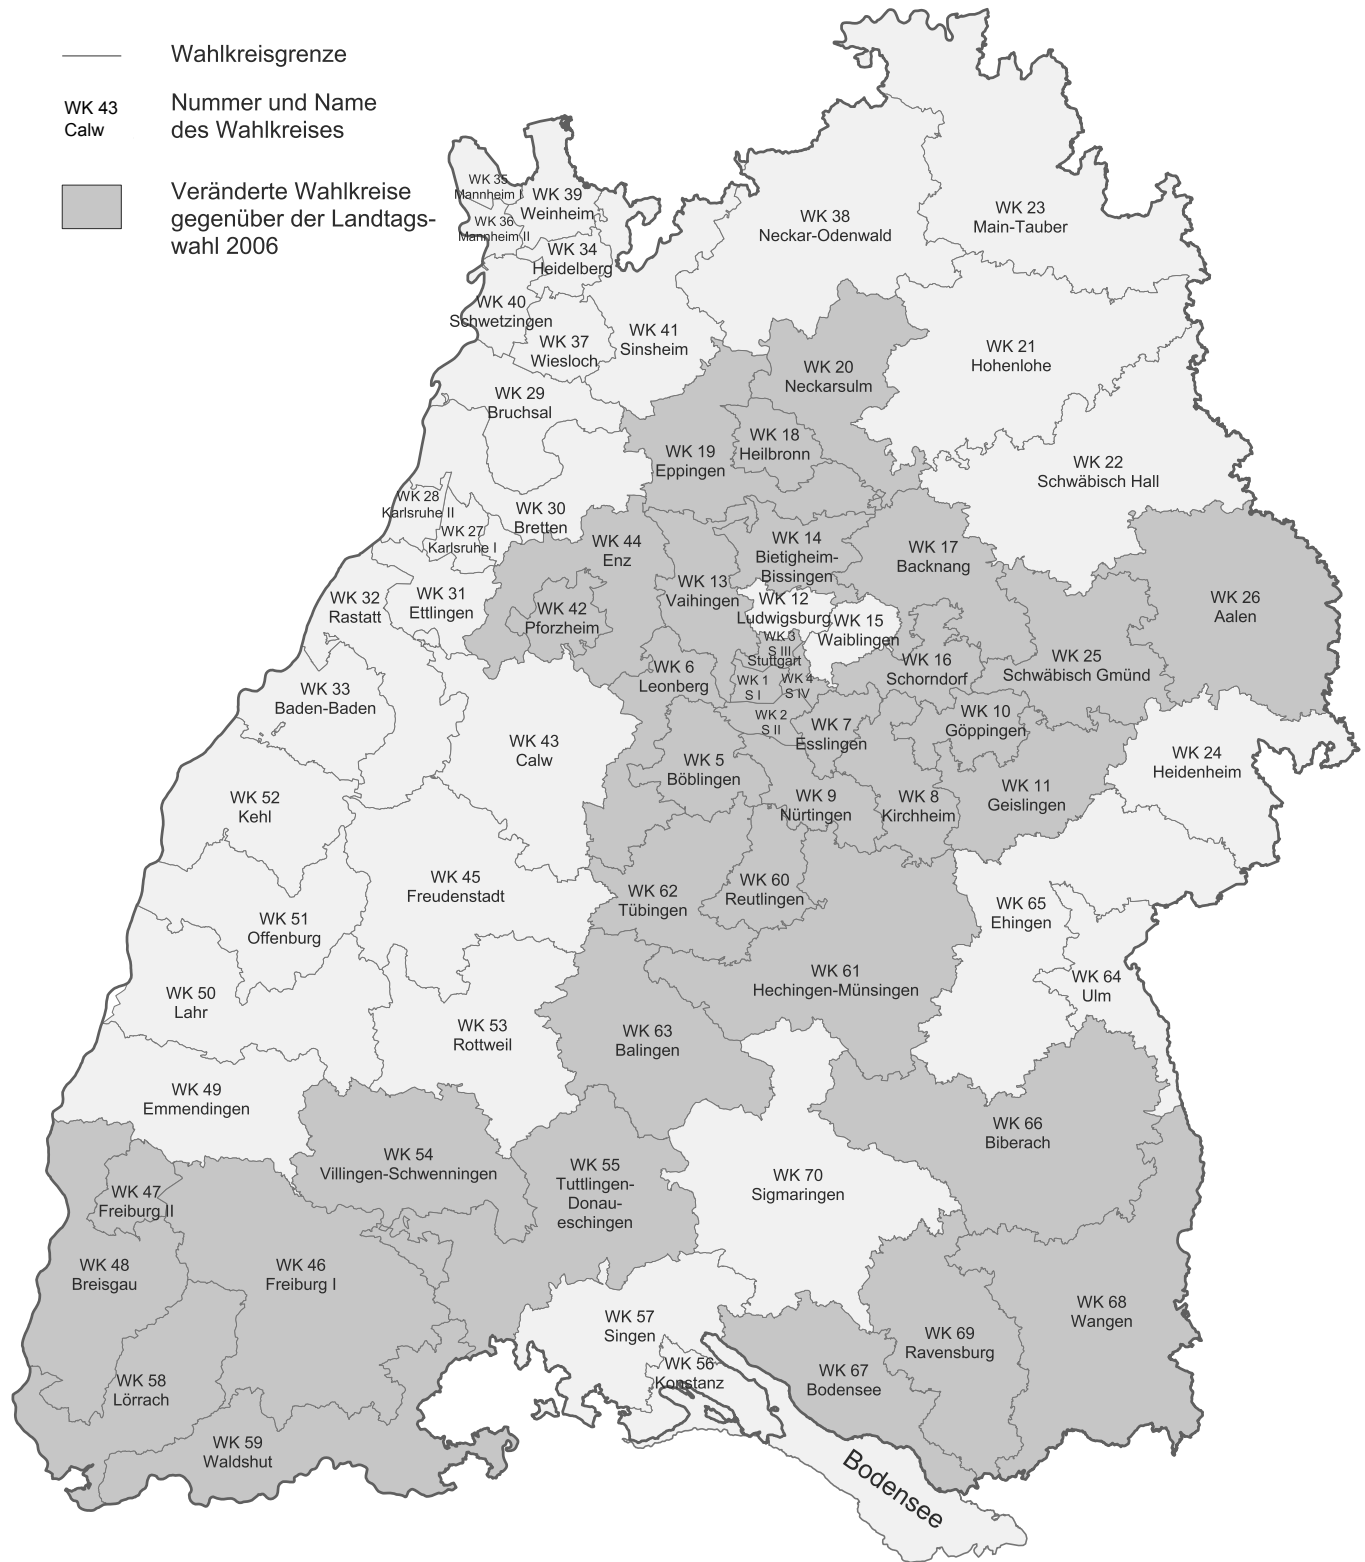 Wahlkreisgrenze
WK 43
Calw
Nummer und Name
des Wahlkreises
Veränderte Wahlkreise
gegenüber der Landtags-
wahl 2006
WK 35
Mannheim I
WK 39
Weinheim
WK 36
Mannheim II
WK 34
Heidelberg
WK 38
Neckar-Odenwald
WK 23
Main-Tauber
WK 40
Schwetzingen
WK 37
Wiesloch
WK 41
Sinsheim
WK 21
Hohenlohe
WK 20
Neckarsulm
WK 29
Bruchsal
WK 18
Heilbronn
WK 19
Eppingen
WK 22
Schwäbisch Hall
WK 28
Karlsruhe II
WK 27
Karlsruhe I
WK 30
Bretten
WK 44
Enz
WK 14
Bietigheim-
Bissingen
WK 17
Backnang
WK 13
Vaihingen
WK 12
Ludwigsburg
WK 15
Waiblingen
WK 26
Aalen
WK 32
Rastatt
WK 31
Ettlingen
WK 42
Pforzheim
WK 3
S III
Stuttgart
WK 6
Leonberg
WK 1
S I
WK 4
S IV
WK 16
Schorndorf
WK 25
Schwäbisch Gmünd
WK 33
Baden-Baden
WK 2
S II
WK 7
Esslingen
WK 10
Göppingen
WK 43
Calw
WK 5
Böblingen
WK 24
Heidenheim
WK 52
Kehl
WK 9
Nürtingen
WK 8
Kirchheim
WK 11
Geislingen
WK 45
Freudenstadt
WK 62
Tübingen
WK 60
Reutlingen
WK 65
Ehingen
WK 51
Offenburg
WK 61
Hechingen-Münsingen
WK 64
Ulm
WK 50
Lahr
WK 53
Rottweil
WK 63
Balingen
WK 49
Emmendingen
WK 66
Biberach
WK 54
Villingen-Schwenningen
WK 55
Tuttlingen-
Donau-
eschingen
WK 70
Sigmaringen
WK 47
Freiburg II
WK 48
Breisgau
WK 46
Freiburg I
WK 57
Singen
WK 68
Wangen
WK 69
Ravensburg
WK 56
Konstanz
WK 67
Bodensee
WK 58
Lörrach
WK 59
Waldshut
Bodensee